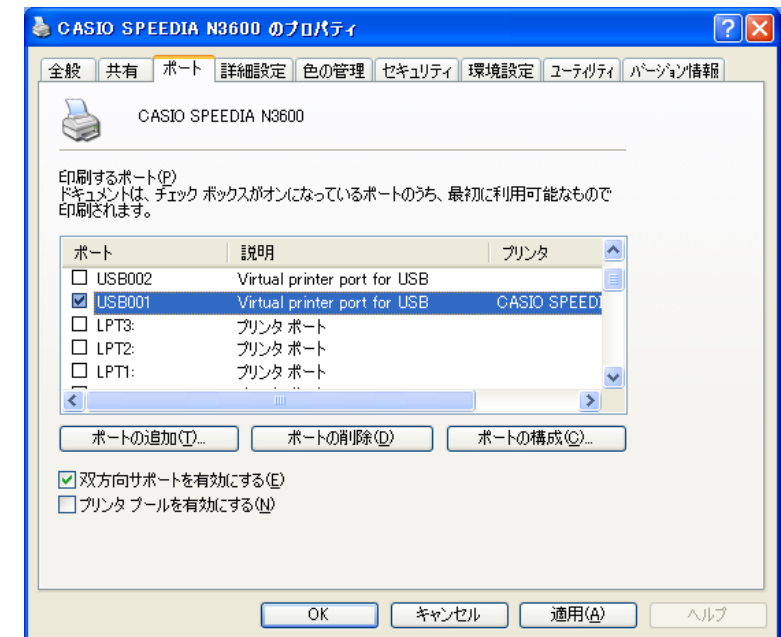 CASIO SPEEDIA N3600 のプロパティ
全般 共有 ポート 詳細設定 色の管理 セキュリティ 環境設定 ユーティリティ バージョン情報
CASIO SPEEDIA N3600
印刷するポート(P)
ドキュメントは、チェック ボックスがオンになっているポートのうち、最初に利用可能なもので
印刷されます。
ポート 説明 プリンタ
USB002 Virtual printer port for USB
USB001 Virtual printer port for USB CASIO SPEEDI
LPT3: プリンタ ポート
LPT2: プリンタ ポート
LPT1: プリンタ ポート
ポートの追加(T)... ポートの削除(D) ポートの構成(C)...
双方向サポートを有効にする(E)
プリンタ プールを有効にする(N)
OK キャンセル 適用(A) ヘルプ